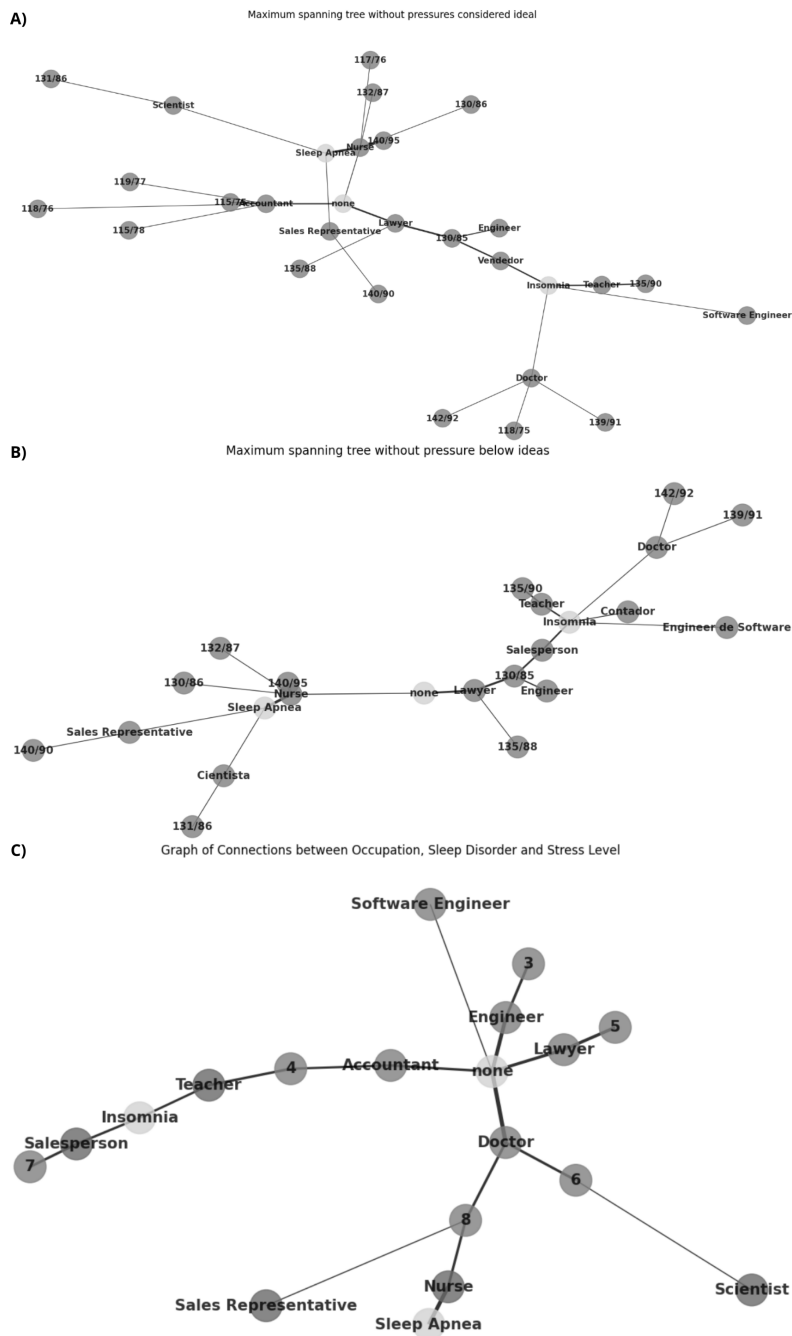 A)
Maximum spanning tree without pressures considered ideal
117/76
131/86
132/87
130/86
Scientist
140/95
Nurse
Sleep Apnea
119/77
115/75
Accountant
none
118/76
Lawyer
115/78
Sales Representative
Engineer
130/85
Vendedor
135/88
Insomnia
Teacher
135/90
140/90
Software Engineer
Doctor
142/92
118/75
139/91
B)
Maximum spanning tree without pressure below ideas
142/92
139/91
Doctor
135/90
Teacher
Contador
Insomnia
Engineer de Software
132/87
Salesperson
130/86
140/95
130/85
Nurse
none
Lawyer
Engineer
Sleep Apnea
Sales Representative
140/90
135/88
Cientista
131/86
C)
Graph of Connections between Occupation, Sleep Disorder and Stress Level
Software Engineer
3
Engineer
5
Lawyer
4
Accountant
none
Teacher
Insomnia
Salesperson
7
Doctor
6
8
Nurse
Scientist
Sales Representative
Sleep Apnea